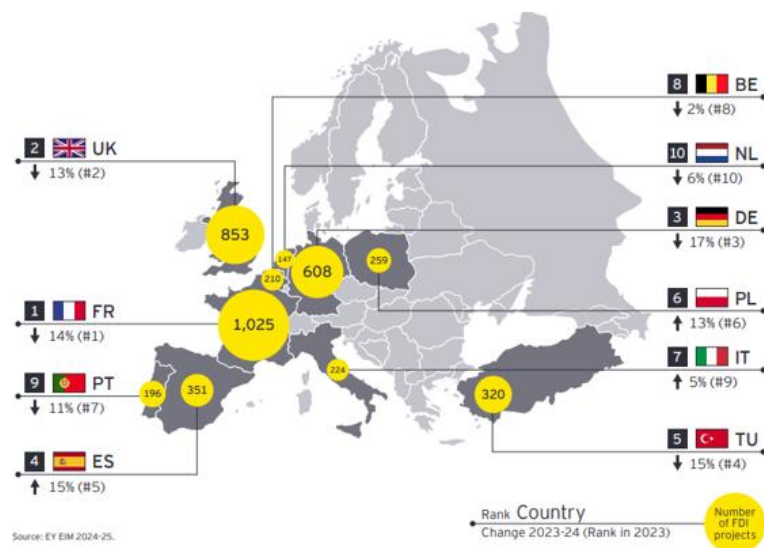 8 BE
↓ 2% (#8)
2 UK
↓ 13% (#2)
10 NL
↓ 6% (#10)
3 DE
↓ 17% (#3)
853
147
608
259
210
6 PL
↑ 13% (#6)
1 FR
↓ 14% (#1)
1,025
7 IT
↑ 5% (#9)
9 PT
↓ 11% (#7)
196
351
224
320
5 TU
↓ 15% (#4)
4 ES
↑ 15% (#5)
Rank Country
Change 2023-24 (Rank in 2023)
Number
of FDI
projects
Source: EY EIM 2024-25.